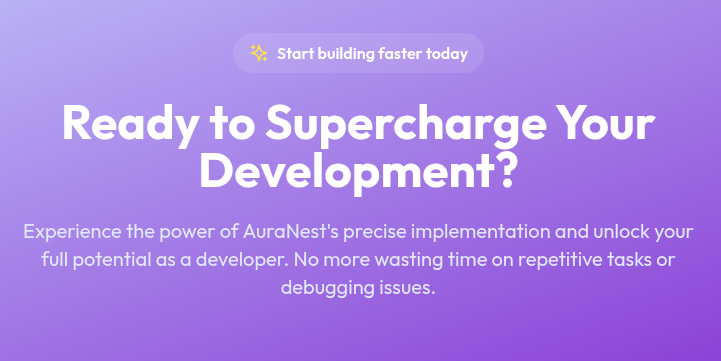 Start building faster today
Ready to Supercharge Your
Development?
Experience the power of AuraNest's precise implementation and unlock your
full potential as a developer. No more wasting time on repetitive tasks or
debugging issues.